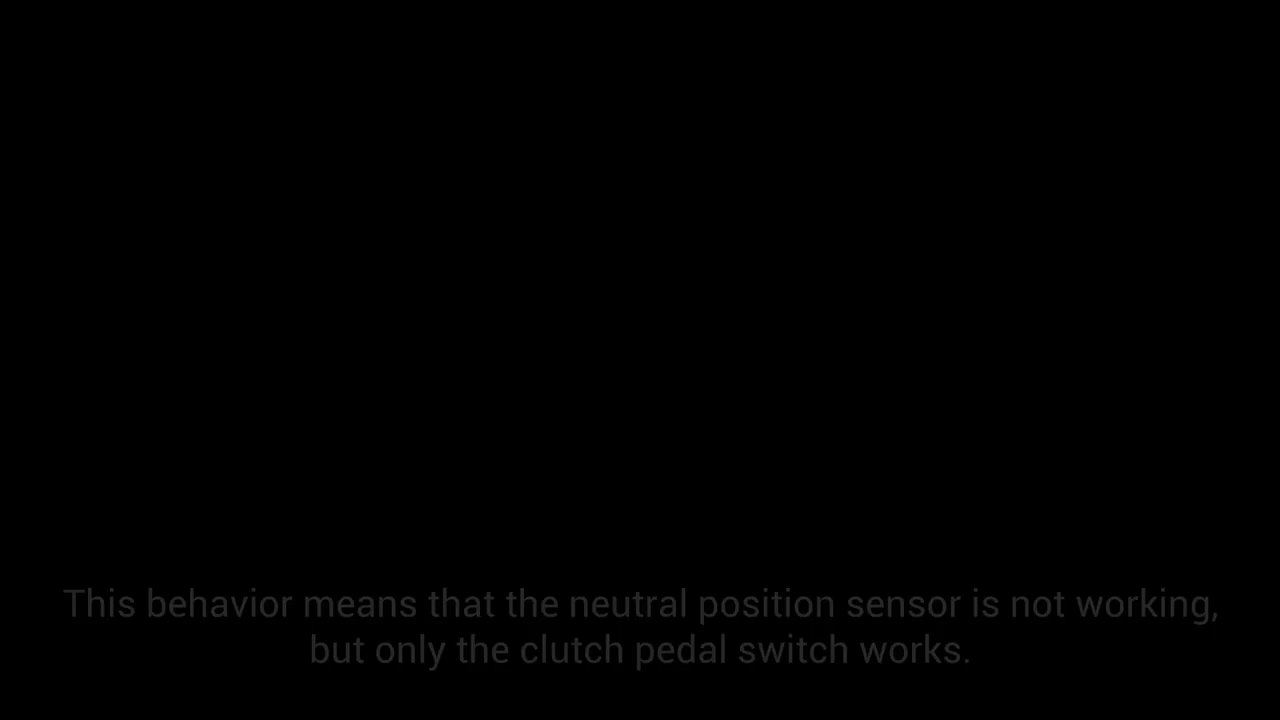 This behavior means that the neutral position sensor is not working,
but only the clutch pedal switch works.